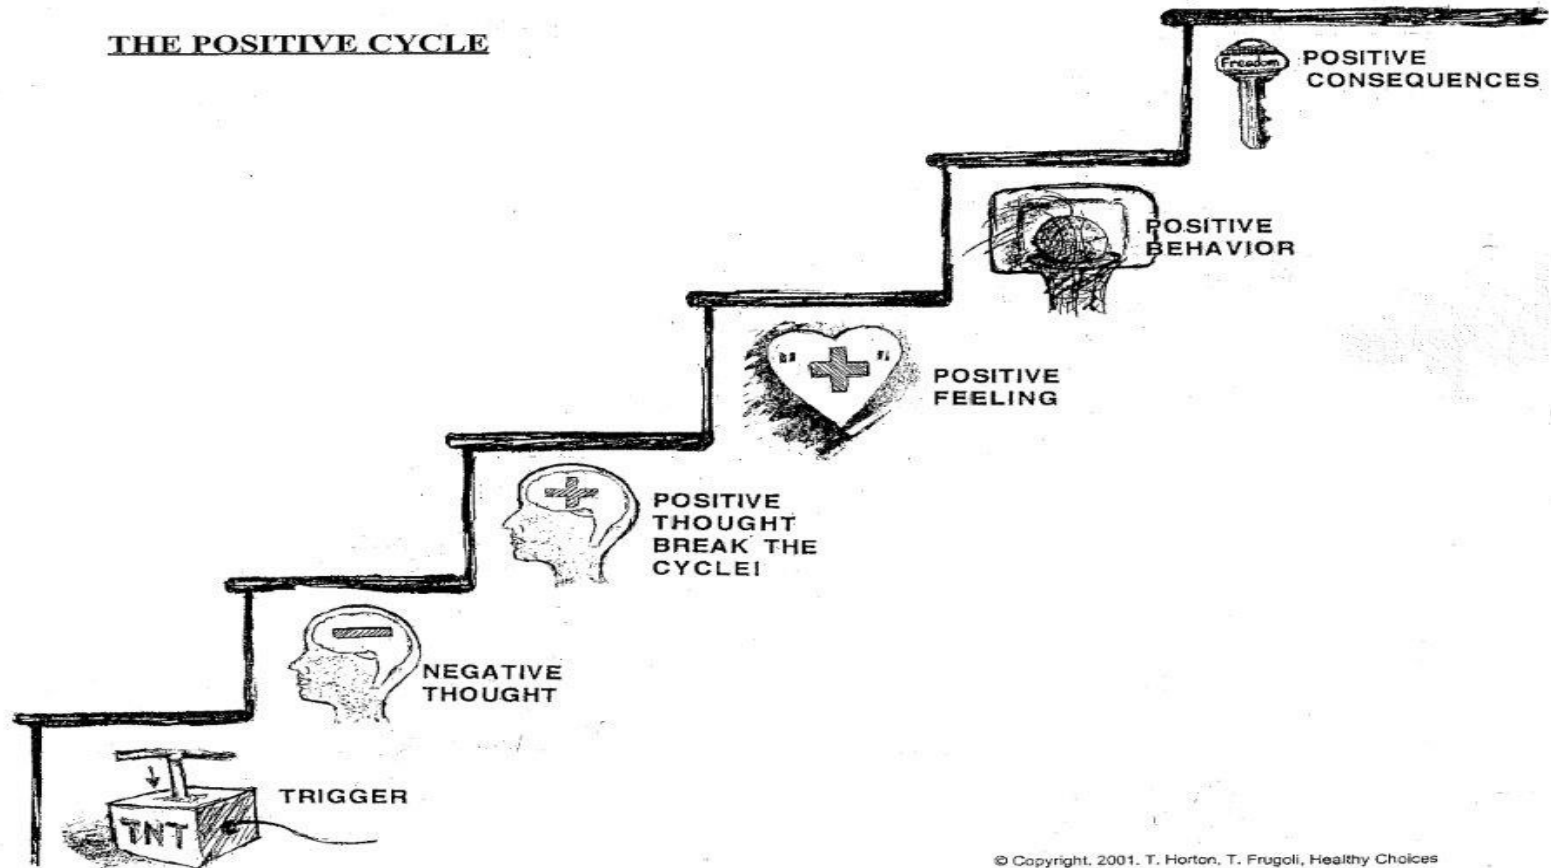 THE POSITIVE CYCLE
Freedom
POSITIVE
CONSEQUENCES
POSITIVE
BEHAVIOR
POSITIVE
FEELING
POSITIVE
THOUGHT
BREAK THE
CYCLE!
NEGATIVE
THOUGHT
TRIGGER
TNT
© Copyright. 2001. T. Horton, T. Frugoli, Healthy Choices